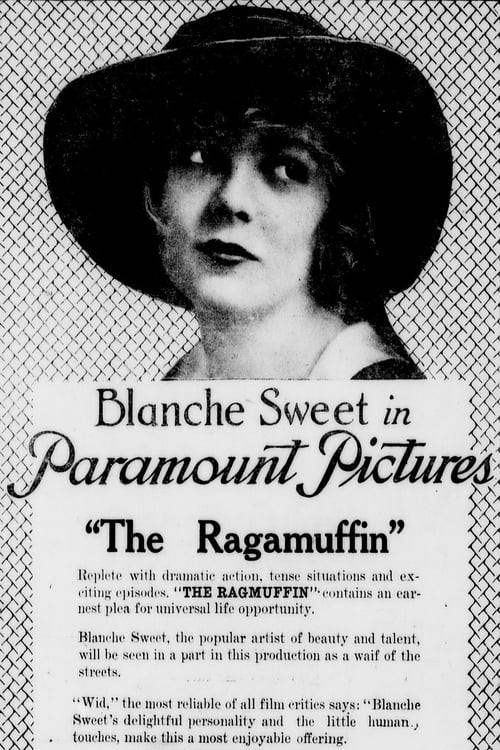 Blanche Sweet in
Paramount Pictures
“The Ragamuffin”
Replete with dramatic action, tense situations and ex-
citing episodes. “THE RAGMUFFIN” contains an ear-
nest plea for universal life opportunity.
Blanche Sweet, the popular artist of beauty and talent,
will be seen in a part in this production as a waif of the
streets.
“Wid,” the most reliable of all film critics says: “Blanche
Sweet's delightful personality and the little human
touches, make this a most enjoyable offering.